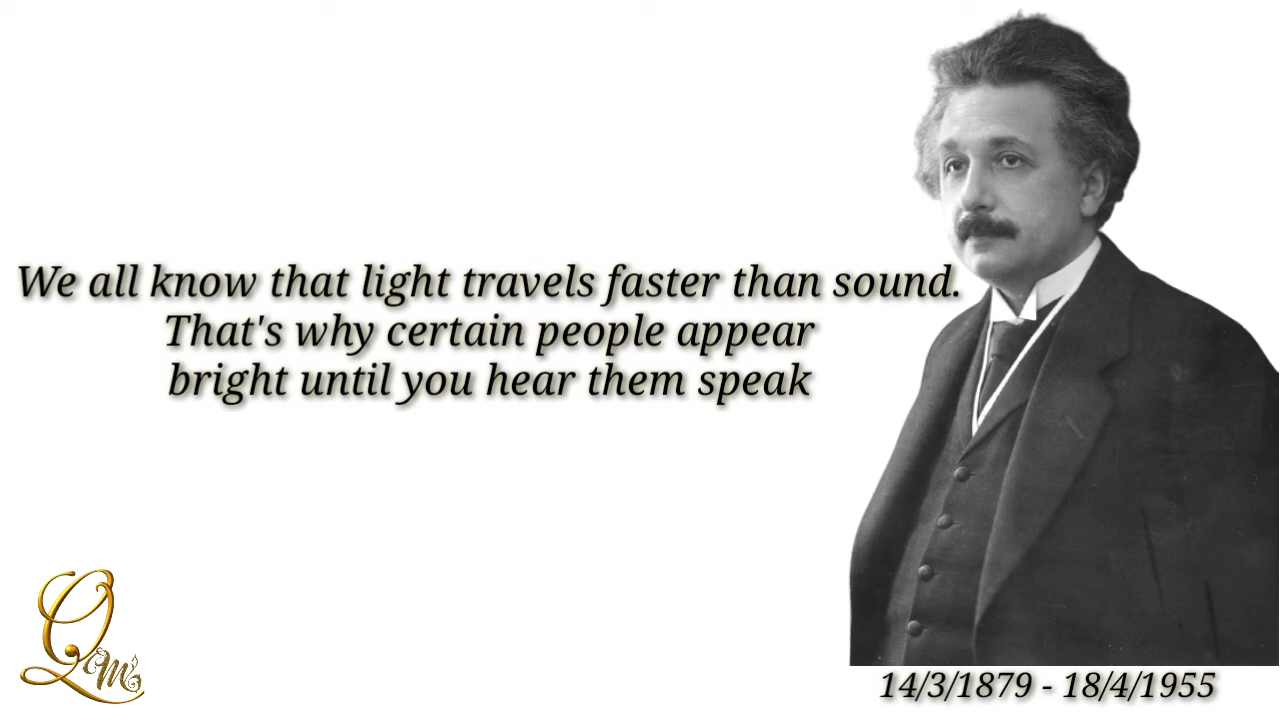 We all know that light travels faster than sound.
That's why certain people appear
bright until you hear them speak
QM's
14/3/1879 - 18/4/1955